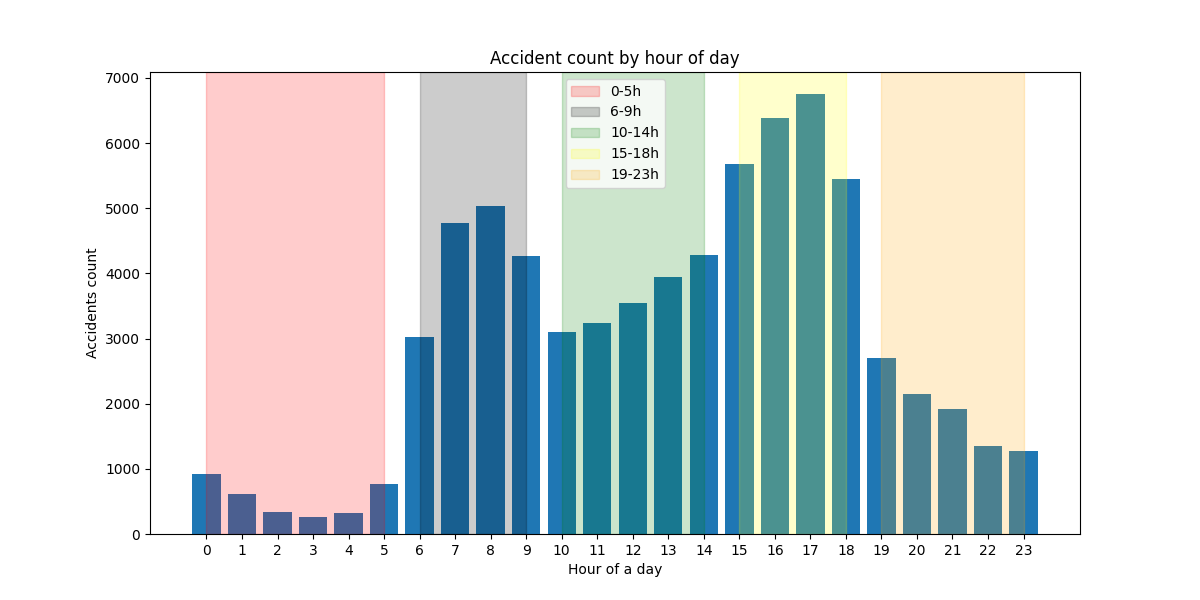 Accident count by hour of day
7000
6000
5000
4000
3000
2000
1000
0
Accidents count
0-5h
6-9h
10-14h
15-18h
19-23h
0 1 2 3 4 5 6 7 8 9 10 11 12 13 14 15 16 17 18 19 20 21 22 23
Hour of a day